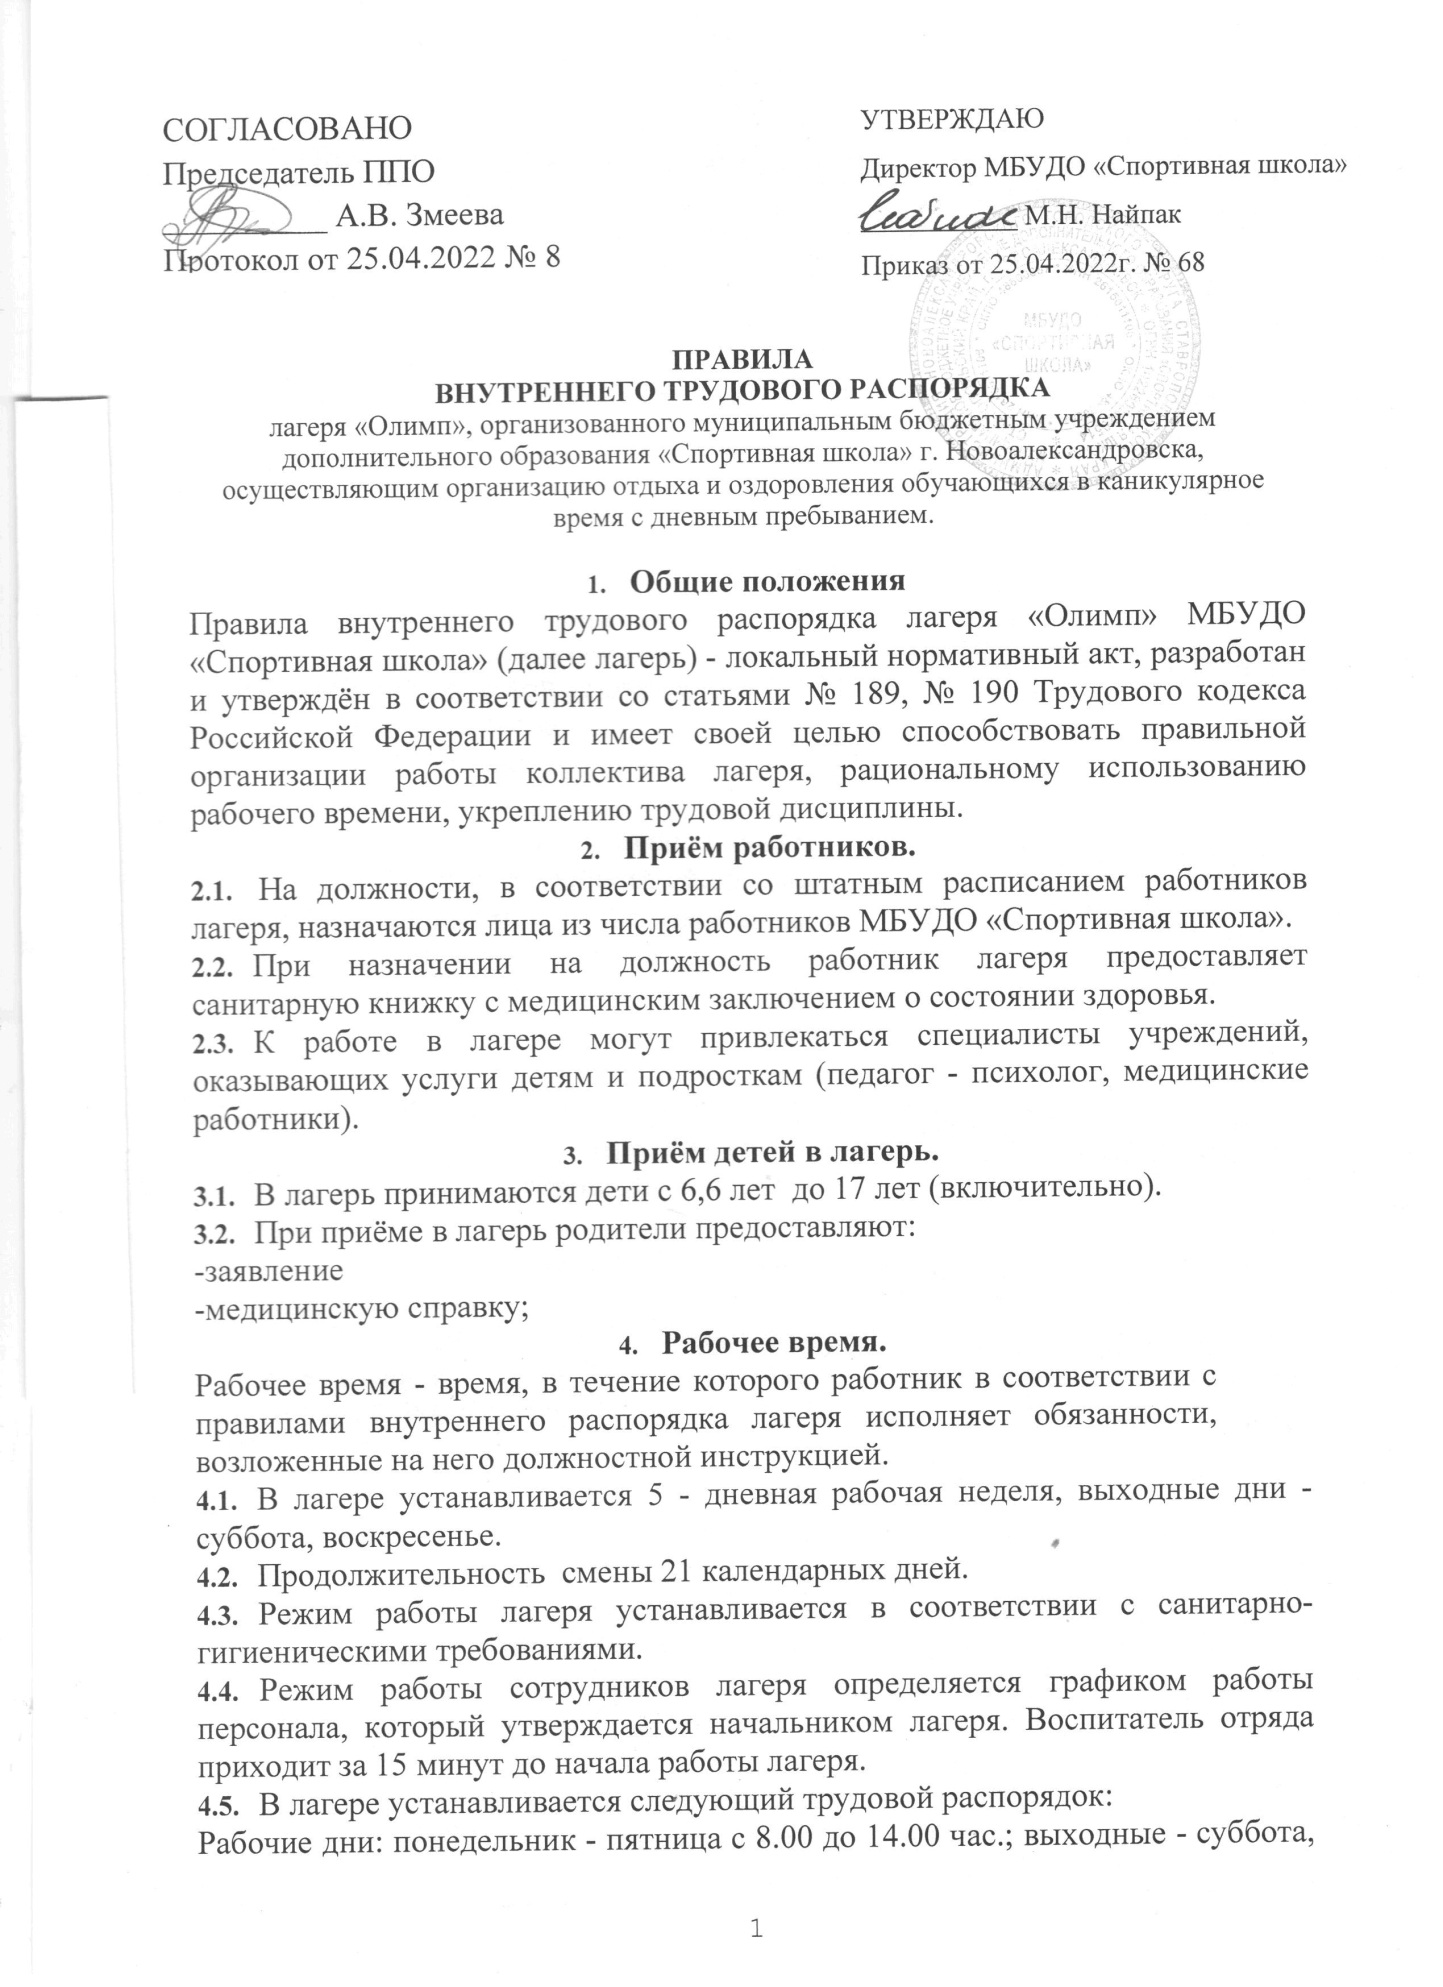 СОГЛАСОВАНО
Председатель ППО
А.В. Змеева
Протокол от 25.04.2022 № 8
УТВЕРЖДАЮ
Директор МБУДО «Спортивная школа»
М.Н. Найпак
Приказ от 25.04.2022г. № 68
МБУДО
«СПОРТИВНАЯ
ШКОЛА»
ПРАВИЛА
ВНУТРЕННЕГО ТРУДОВОГО РАСПОРЯДКА
лагеря «Олимп», организованного муниципальным бюджетным учреждением
дополнительного образования «Спортивная школа» г. Новоалександровска,
осуществляющим организацию отдыха и оздоровления обучающихся в каникулярное
время с дневным пребыванием.
1. Общие положения
Правила внутреннего трудового распорядка лагеря «Олимп» МБУДО
«Спортивная школа» (далее лагерь) - локальный нормативный акт, разработан
и утверждён в соответствии со статьями № 189, № 190 Трудового кодекса
Российской Федерации и имеет своей целью способствовать правильной
организации работы коллектива лагеря, рациональному использованию
рабочего времени, укреплению трудовой дисциплины.
2. Приём работников.
2.1. На должности, в соответствии со штатным расписанием работников
лагеря, назначаются лица из числа работников МБУДО «Спортивная школа».
2.2. При назначении на должность работник лагеря предоставляет
санитарную книжку с медицинским заключением о состоянии здоровья.
2.3. К работе в лагере могут привлекаться специалисты учреждений,
оказывающих услуги детям и подросткам (педагог - психолог, медицинские
работники).
3. Приём детей в лагерь.
3.1. В лагерь принимаются дети с 6,6 лет до 17 лет (включительно).
3.2. При приёме в лагерь родители предоставляют:
-заявление
-медицинскую справку;
4. Рабочее время.
Рабочее время - время, в течение которого работник в соответствии с
правилами внутреннего распорядка лагеря исполняет обязанности,
возложенные на него должностной инструкцией.
4.1. В лагере устанавливается 5 - дневная рабочая неделя, выходные дни -
суббота, воскресенье.
4.2. Продолжительность смены 21 календарных дней.
4.3. Режим работы лагеря устанавливается в соответствии с санитарно-
гигиеническими требованиями.
4.4. Режим работы сотрудников лагеря определяется графиком работы
персонала, который утверждается начальником лагеря. Воспитатель отряда
приходит за 15 минут до начала работы лагеря.
4.5. В лагере устанавливается следующий трудовой распорядок:
Рабочие дни: понедельник - пятница с 8.00 до 14.00 час.; выходные - суббота,
1